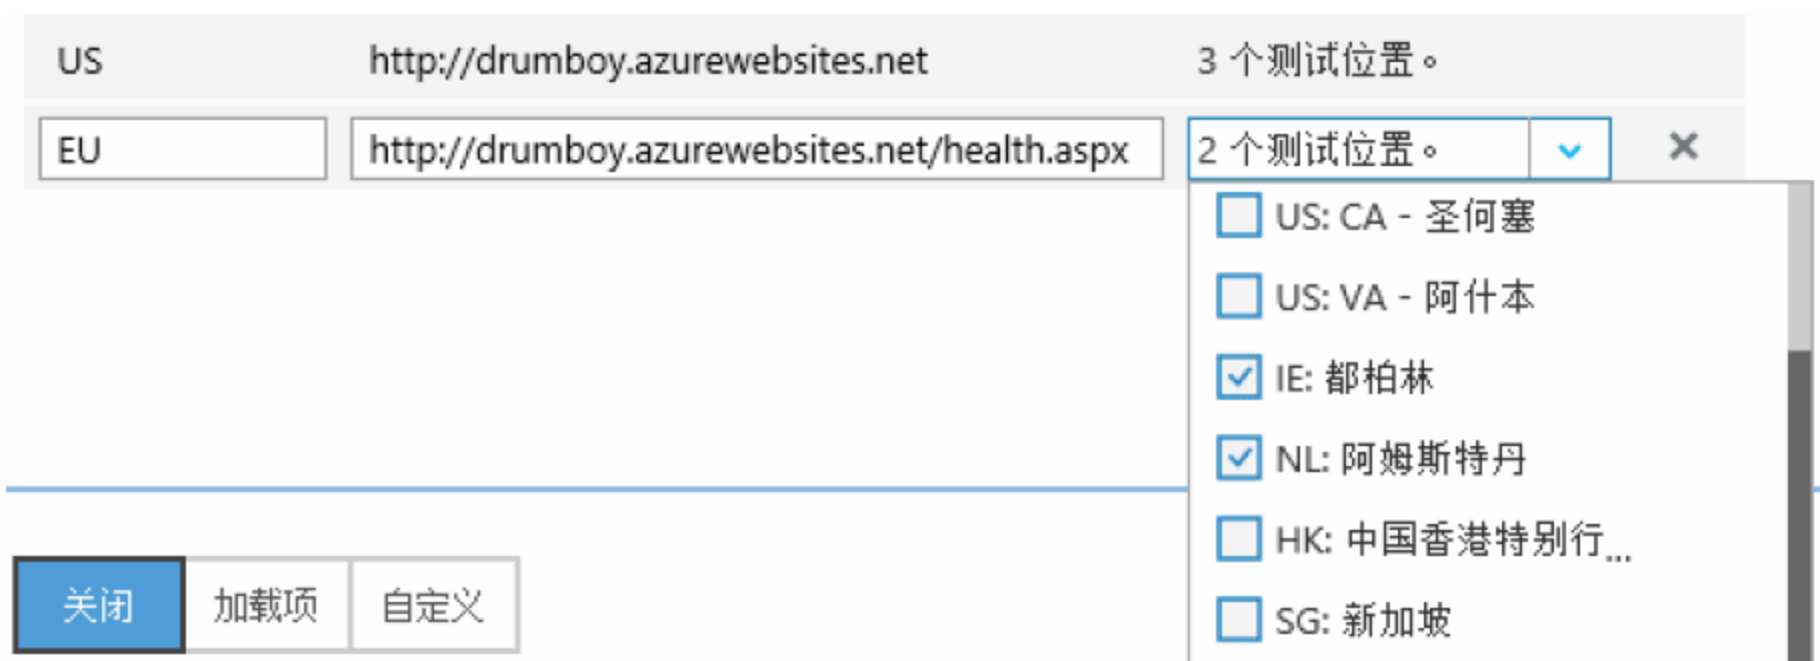 US http://drumboy.azurewebsites.net 3 个测试位置。
EU http://drumboy.azurewebsites.net/health.aspx 2 个测试位置。
US: CA - 圣何塞
US: VA - 阿什本
IE: 都柏林
NL: 阿姆斯特丹
HK: 中国香港特别行...
SG: 新加坡
关闭 加载项 自定义